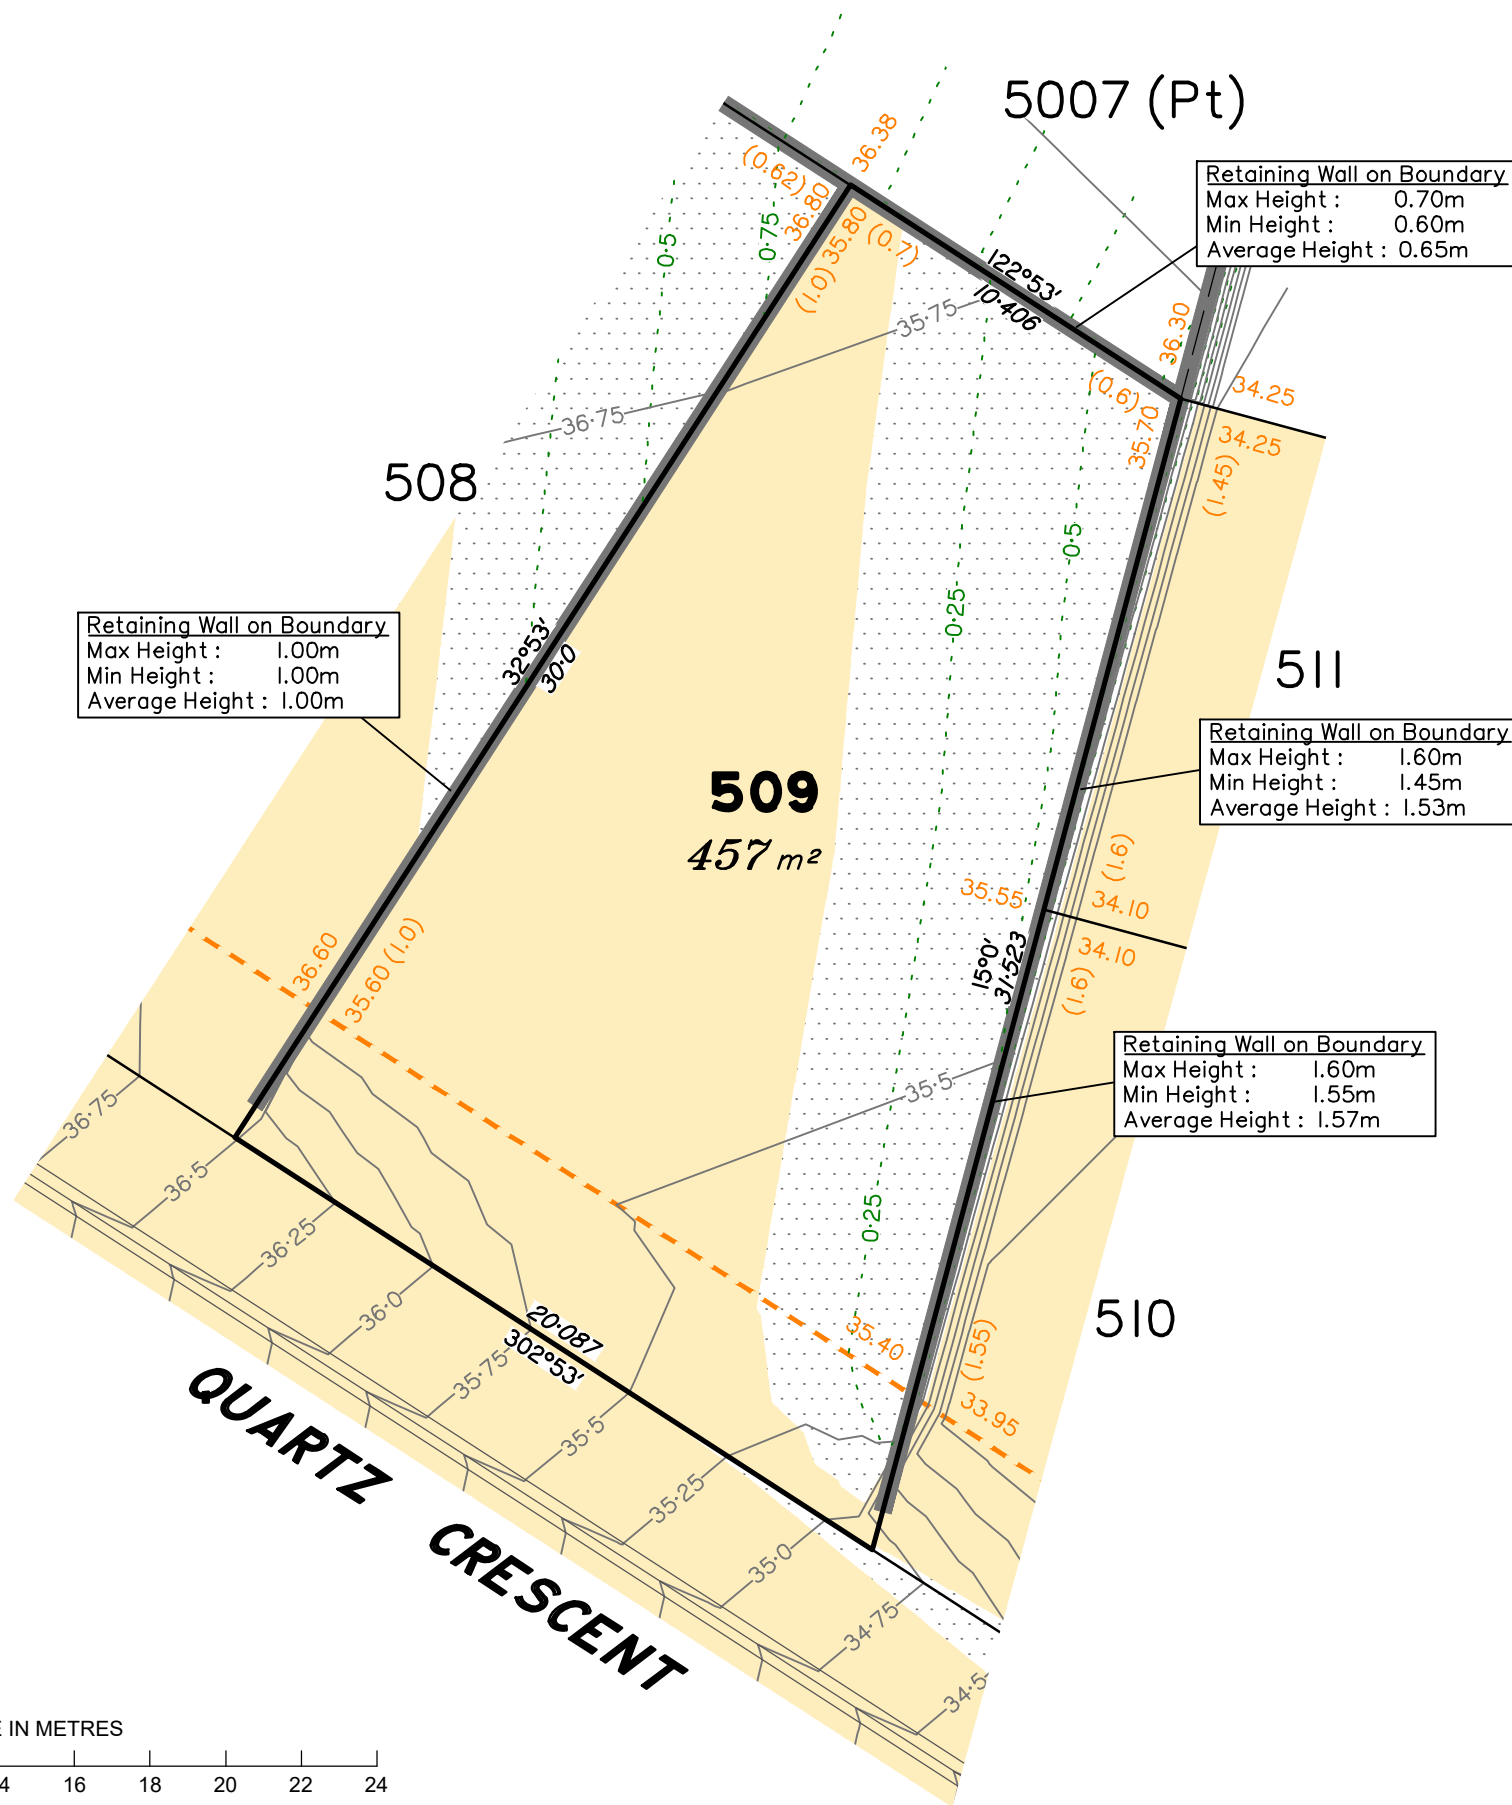 5007 (Pt)
36.38
(0.62)
36.80
0.5
0.75
35.80
(1.0)
(0.7)
122°53'
10·406
Retaining Wall on Boundary
Max Height : 0.70m
Min Height : 0.60m
Average Height : 0.65m
36.30
35·75
36·75
(0.6)
35.70
34.25
34.25
(1.45)
508
0·5
0·25
32°53'
30·0
Retaining Wall on Boundary
Max Height : 1.00m
Min Height : 1.00m
Average Height : 1.00m
511
Retaining Wall on Boundary
Max Height : 1.60m
Min Height : 1.45m
Average Height : 1.53m
509
457 m²
(1.6)
35.55
34.10
34.10
(1.6)
15°0'
31·523
36.60
35.60 (1.0)
35·5
Retaining Wall on Boundary
Max Height : 1.60m
Min Height : 1.55m
Average Height : 1.57m
36·75
36·5
36·25
36·0
35·75
35·5
35·25
35·0
34·75
34·5
0·25
35.40
(1.55)
33.95
510
20·087
302°53'
QUARTZ CRESCENT
E IN METRES
4 16 18 20 22 24